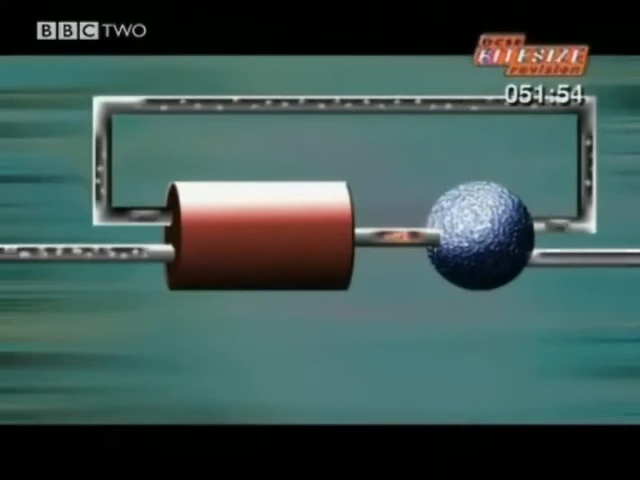 BBC TWO
GCSE
BITESIZE
revision
051:54